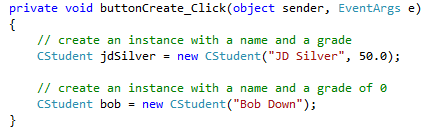 private void buttonCreate_Click(object sender, EventArgs e)
{
    // create an instance with a name and a grade
    CStudent jdSilver = new CStudent("JD Silver", 50.0);

    // create an instance with a name and a grade of 0
    CStudent bob = new CStudent("Bob Down");
}